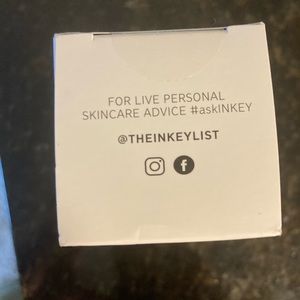 FOR LIVE PERSONAL
SKINCARE ADVICE #askINKEY
@THEINKEYLIST